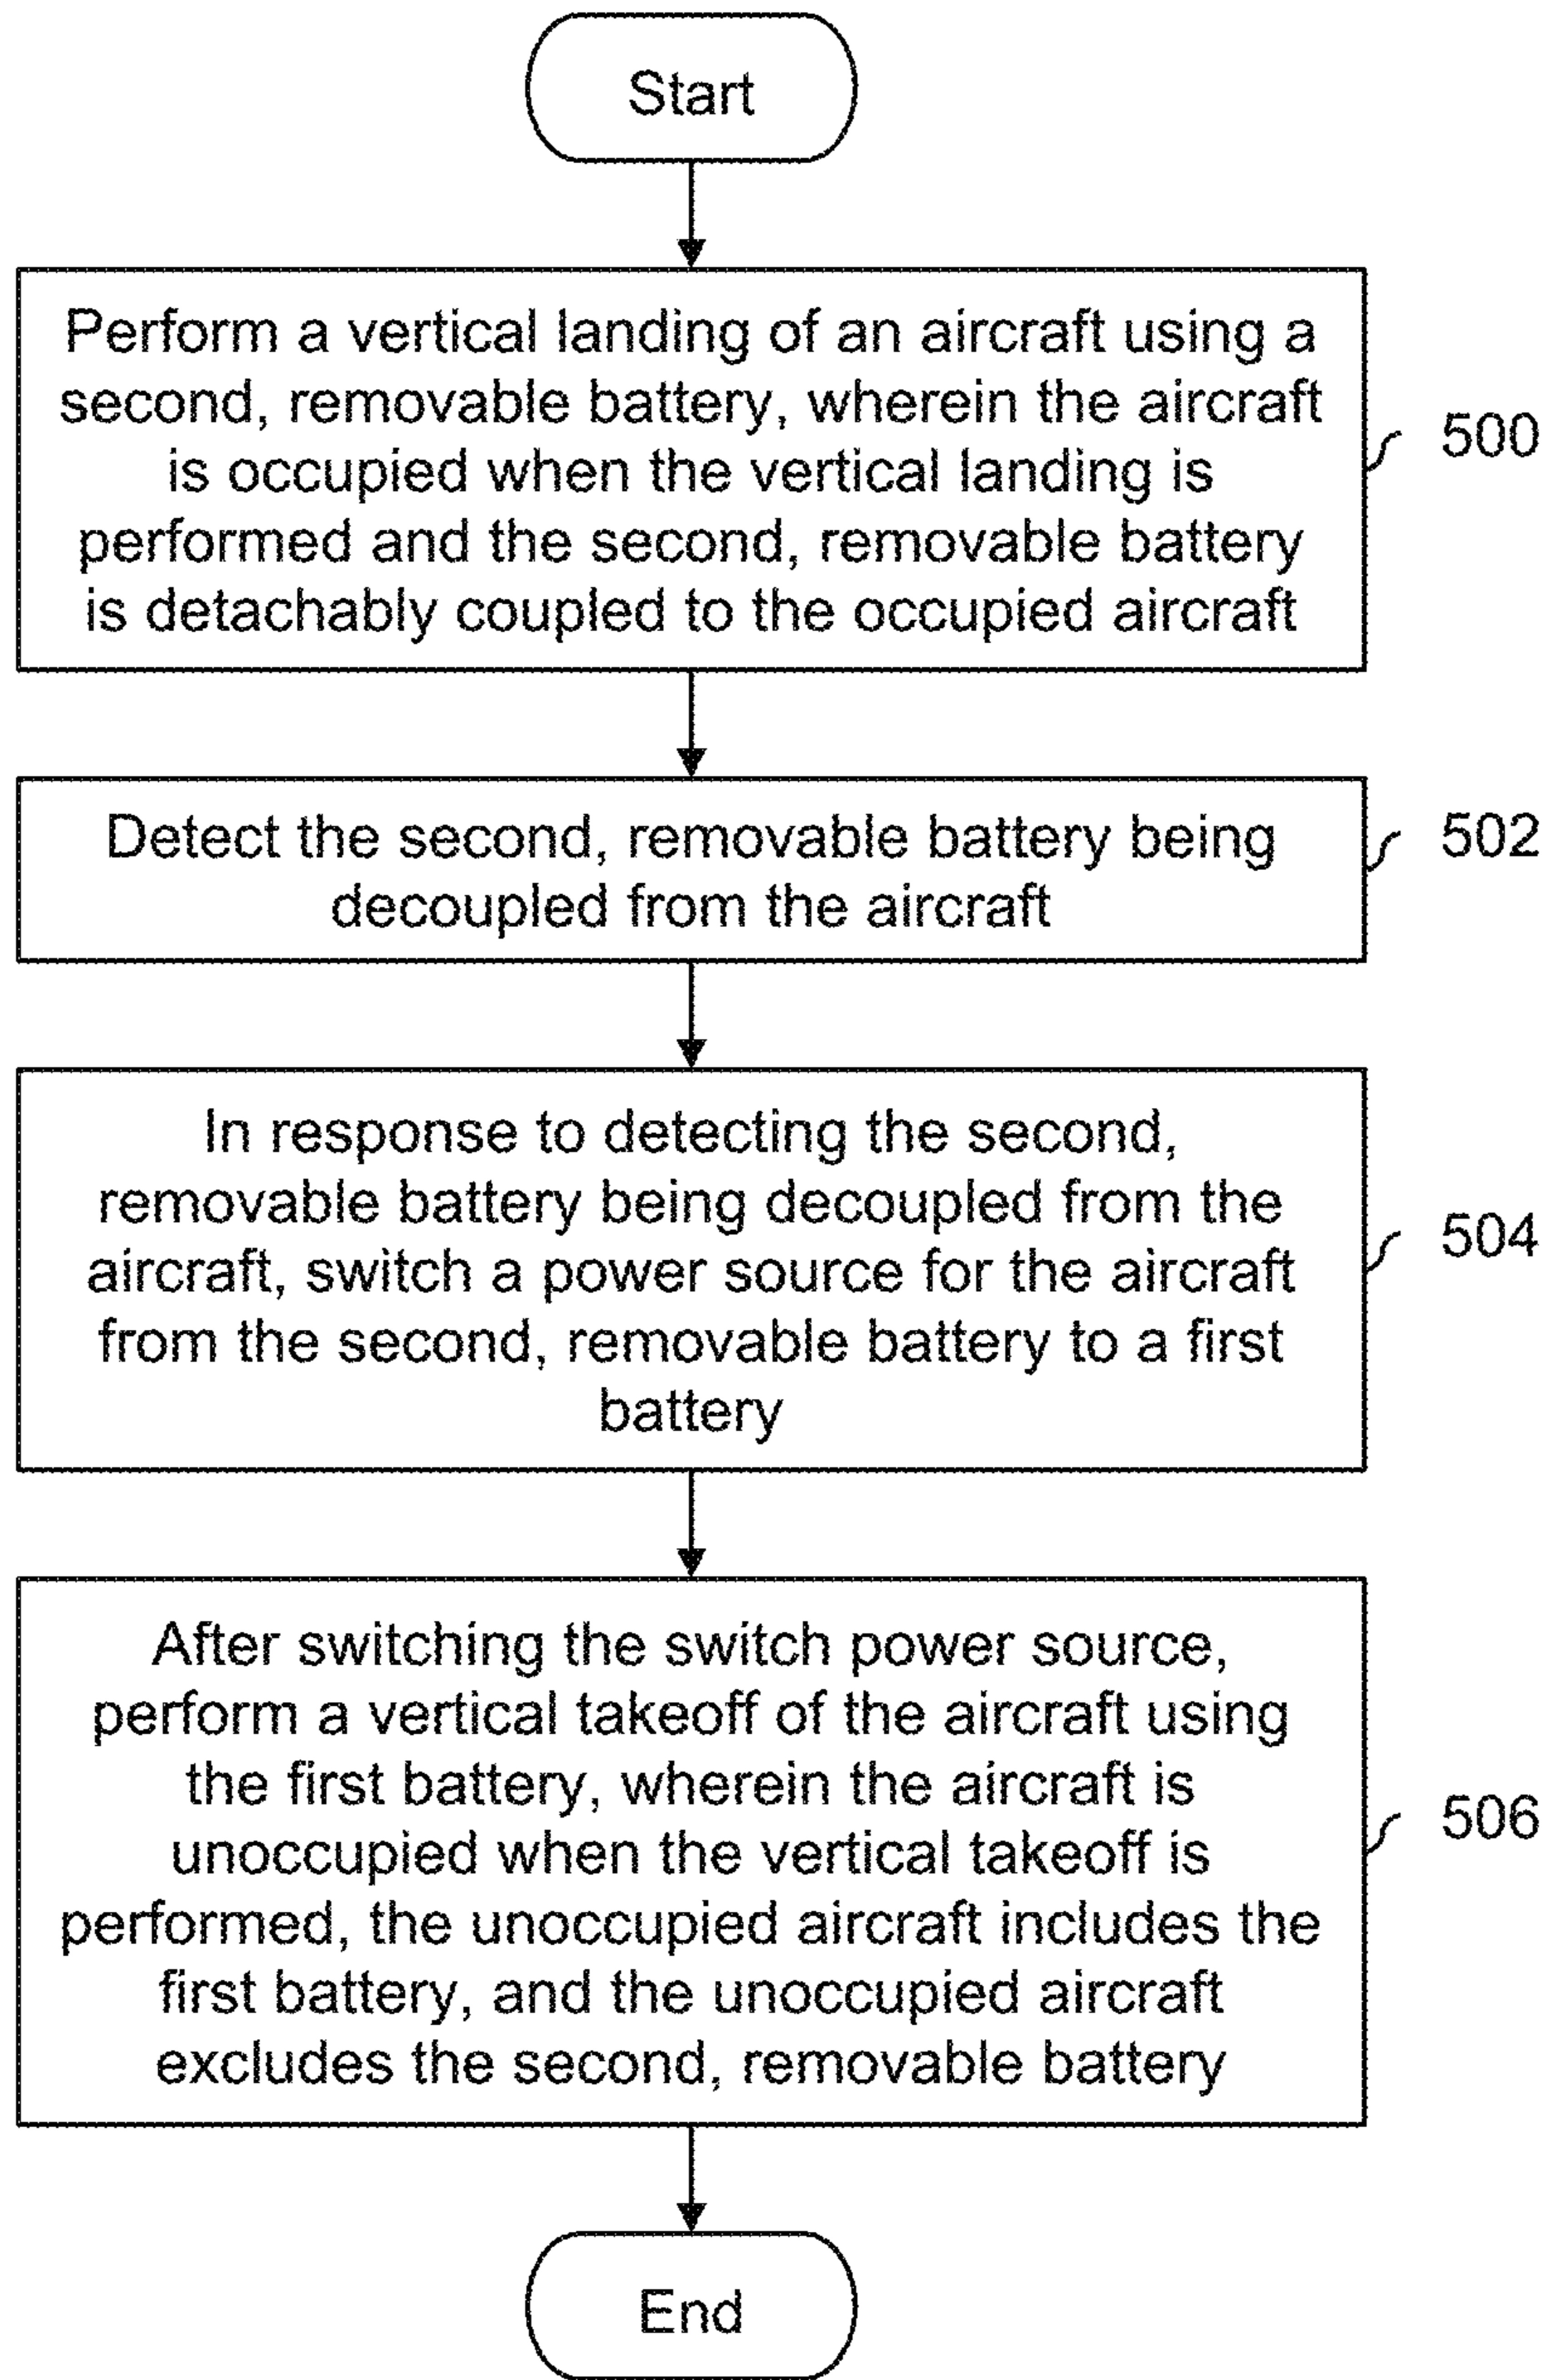 Start
Perform a vertical landing of an aircraft using a
second, removable battery, wherein the aircraft
is occupied when the vertical landing is
performed and the second, removable battery
is detachably coupled to the occupied aircraft
500
Detect the second, removable battery being
decoupled from the aircraft
502
In response to detecting the second,
removable battery being decoupled from the
aircraft, switch a power source for the aircraft
from the second, removable battery to a first
battery
504
After switching the switch power source,
perform a vertical takeoff of the aircraft using
the first battery, wherein the aircraft is
unoccupied when the vertical takeoff is
performed, the unoccupied aircraft includes the
first battery, and the unoccupied aircraft
excludes the second, removable battery
506
End